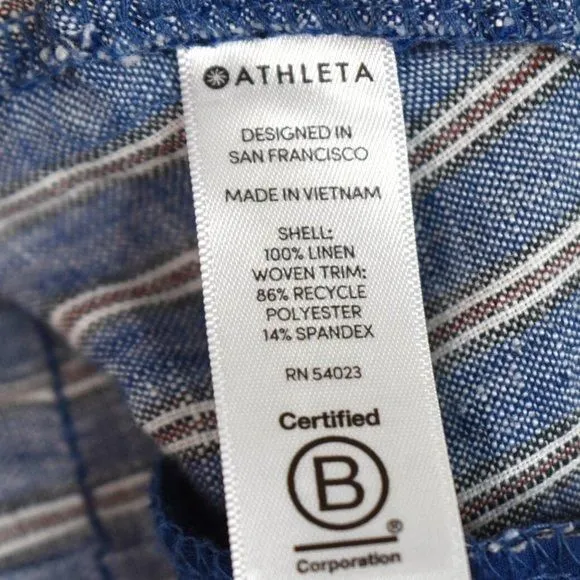 ATHLETA
DESIGNED IN
SAN FRANCISCO
MADE IN VIETNAM
SHELL:
100% LINEN
WOVEN TRIM:
86% RECYCLE
POLYESTER
14% SPANDEX
RN 54023
Certified
B
®
Corporation